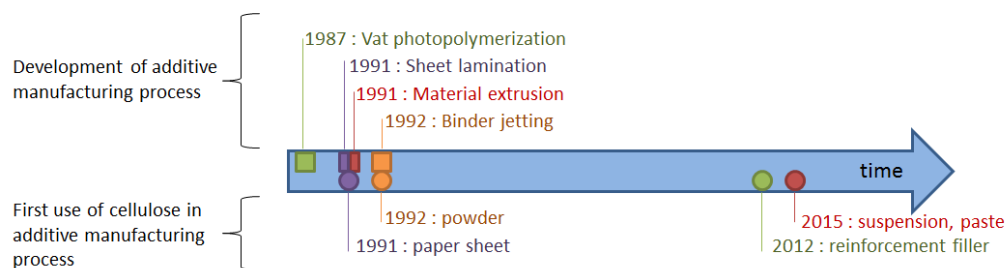 1987 : Vat photopolymerization
Development of additive
manufacturing process
1991 : Sheet lamination
1991 : Material extrusion
1992 : Binder jetting
time
First use of cellulose in
additive manufacturing
process
1992 : powder
1991 : paper sheet
2015 : suspension, paste
2012 : reinforcement filler